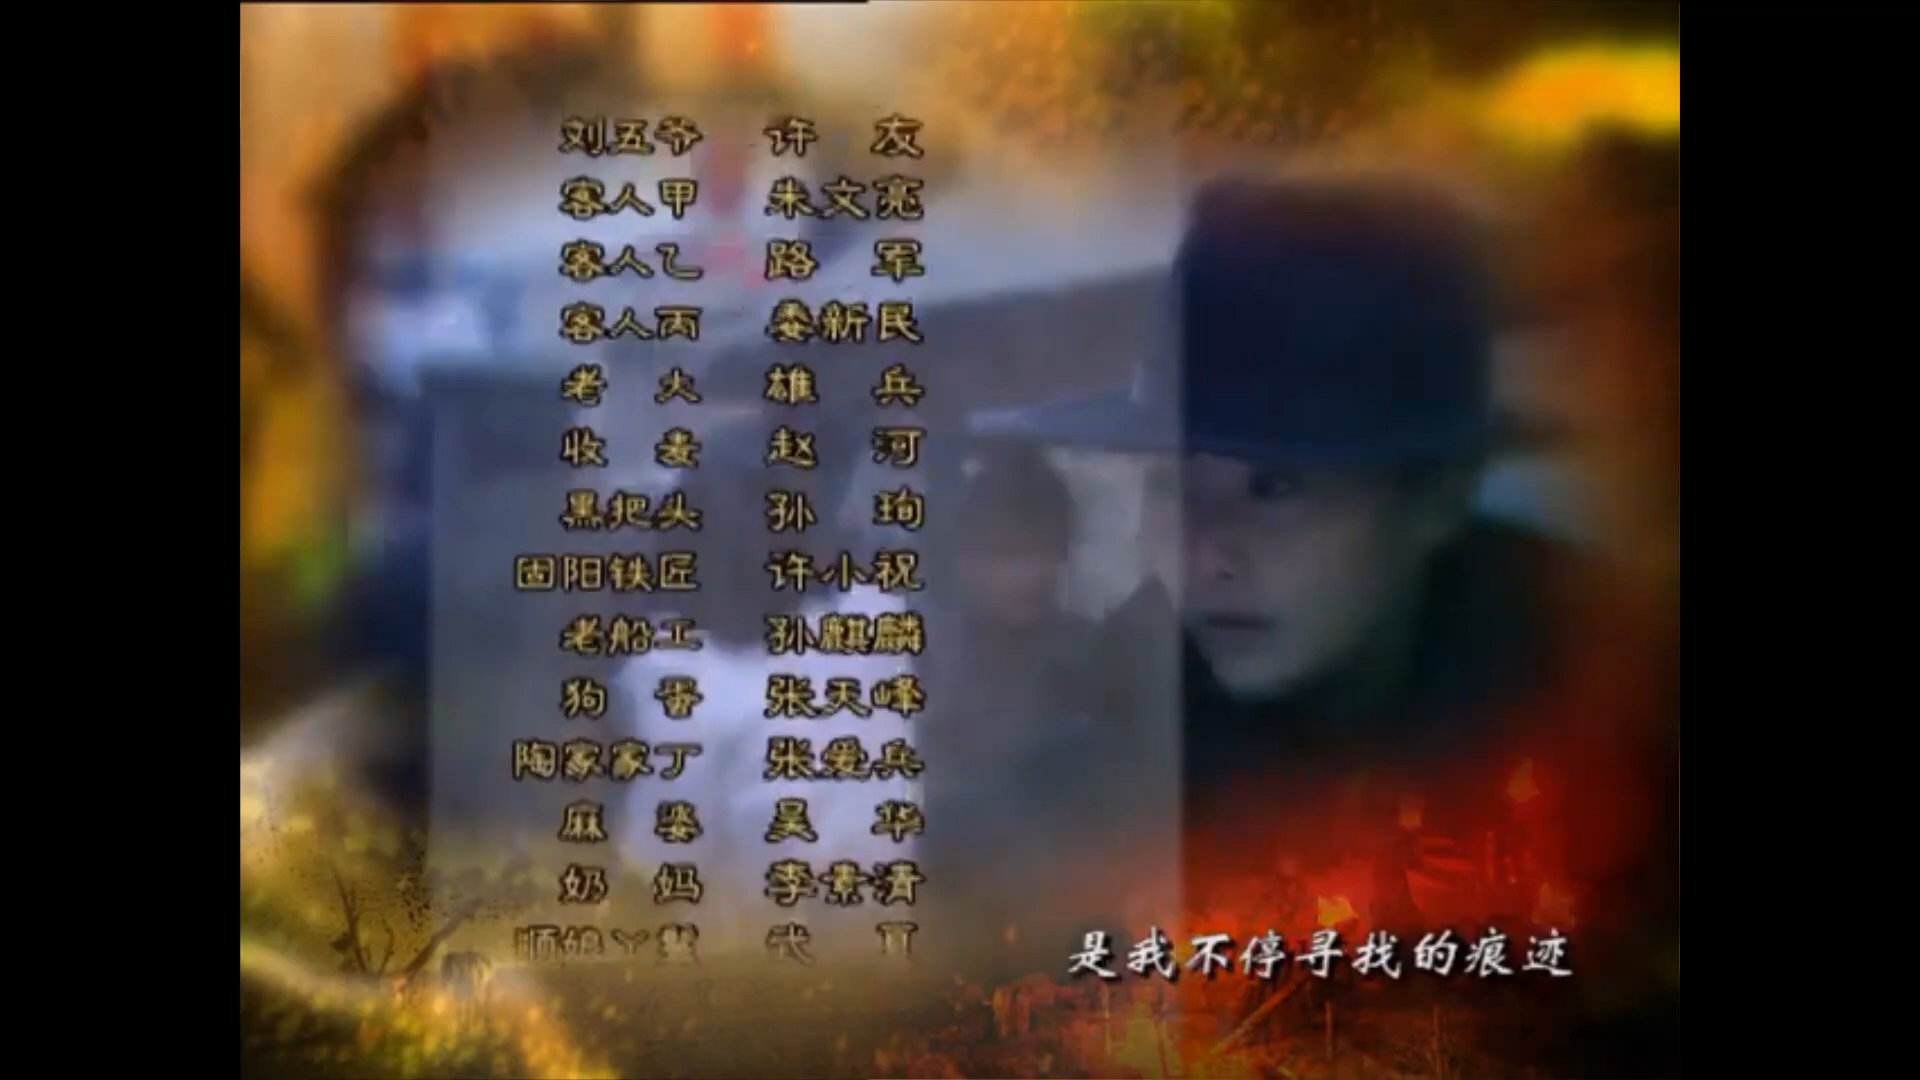 刘五爷 许 友
客人甲 朱文亮
客人乙 路 军
客人丙 娄新民
老 大 雄 兵
收 麦 赵 河
黑把头 孙 珣
固阳铁匠 许小祝
老船工 孙麒麟
狗 蛋 张天峰
陶家家丁 张爱兵
麻 婆 吴 华
奶 妈 李素清
是我不停寻找的痕迹